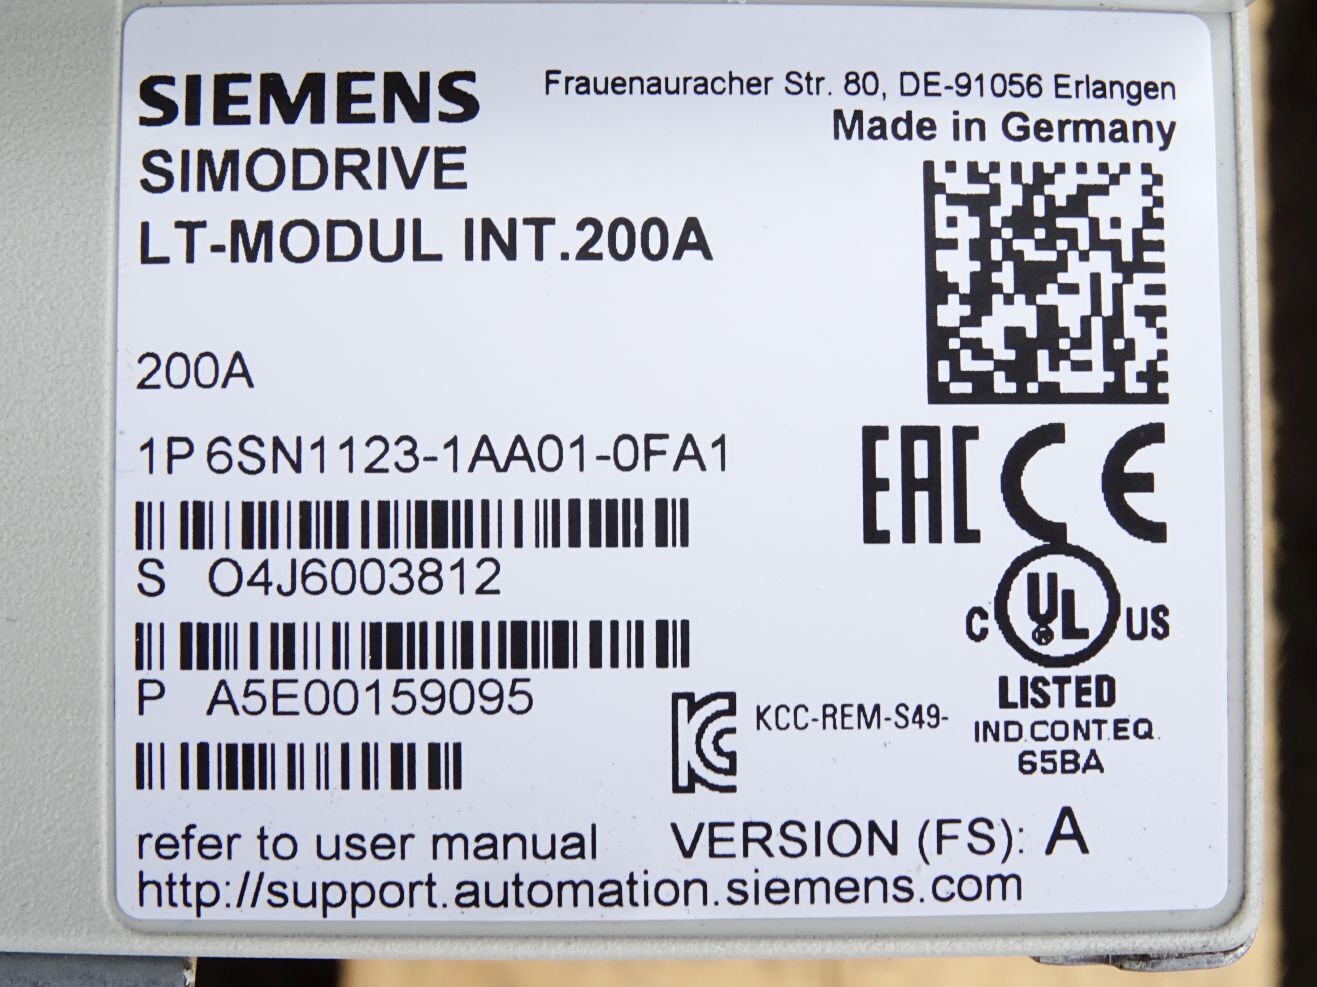 SIEMENS
Frauenauracher Str. 80, DE-91056 Erlangen
Made in Germany
SIMODRIVE
LT-MODUL INT.200A
200A
1P 6SN1123-1AA01-0FA1
S O4J6003812
P A5E00159095
EAC CE
C UL US
LISTED
IND.CONT.EQ.
65BA
KC KCC-REM-S49-
refer to user manual
VERSION (FS): A
http://support.automation.siemens.com